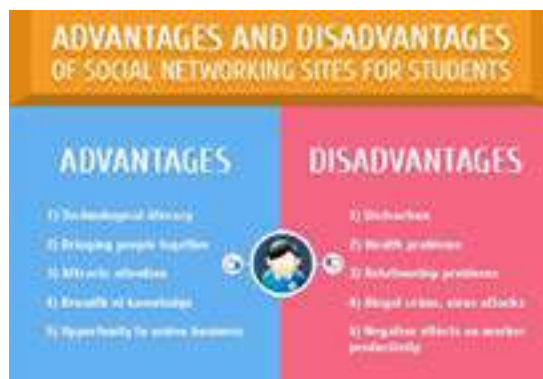 ADVANTAGES AND DISADVANTAGES
OF SOCIAL NETWORKING SITES FOR STUDENTS
ADVANTAGES
1) Technological literacy
2) Bringing people together
3) Attracts attention
4) Breadth of knowledge
5) Opportunity to online business
DISADVANTAGES
1) Distraction
2) Health problems
3) Relationship problems
4) Illegal crime, virus attacks
5) Negative effects on worker
productivity